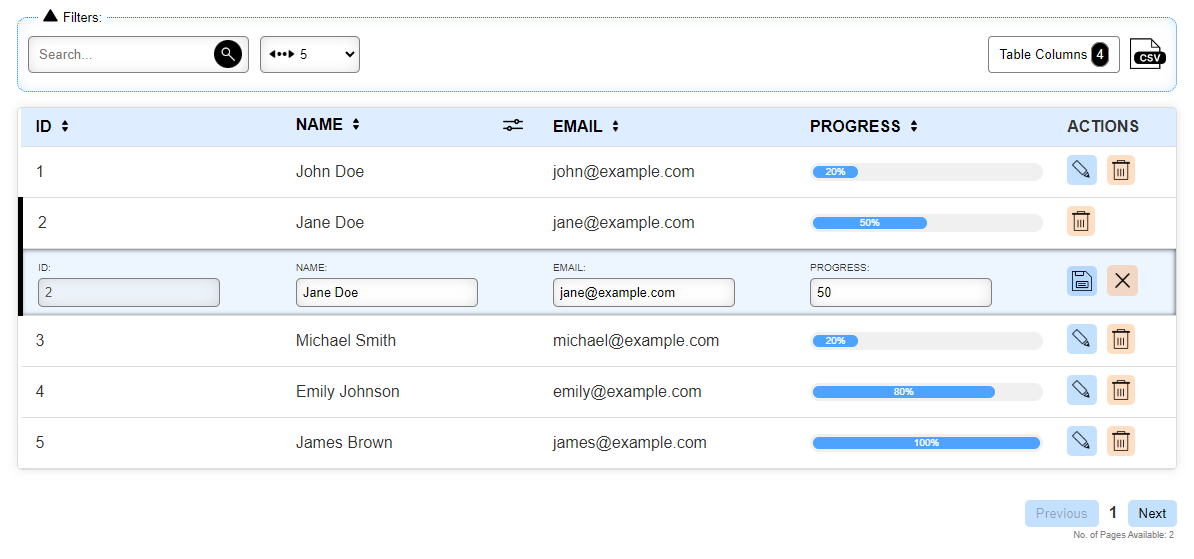 Filters:
Search... 5 Table Columns 4 CSV
ID NAME EMAIL PROGRESS ACTIONS
1 John Doe john@example.com 20%
2 Jane Doe jane@example.com 50%
ID: NAME: EMAIL: PROGRESS:
2 Jane Doe jane@example.com 50
3 Michael Smith michael@example.com 20%
4 Emily Johnson emily@example.com 80%
5 James Brown james@example.com 100%
Previous 1 Next
No. of Pages Available: 2